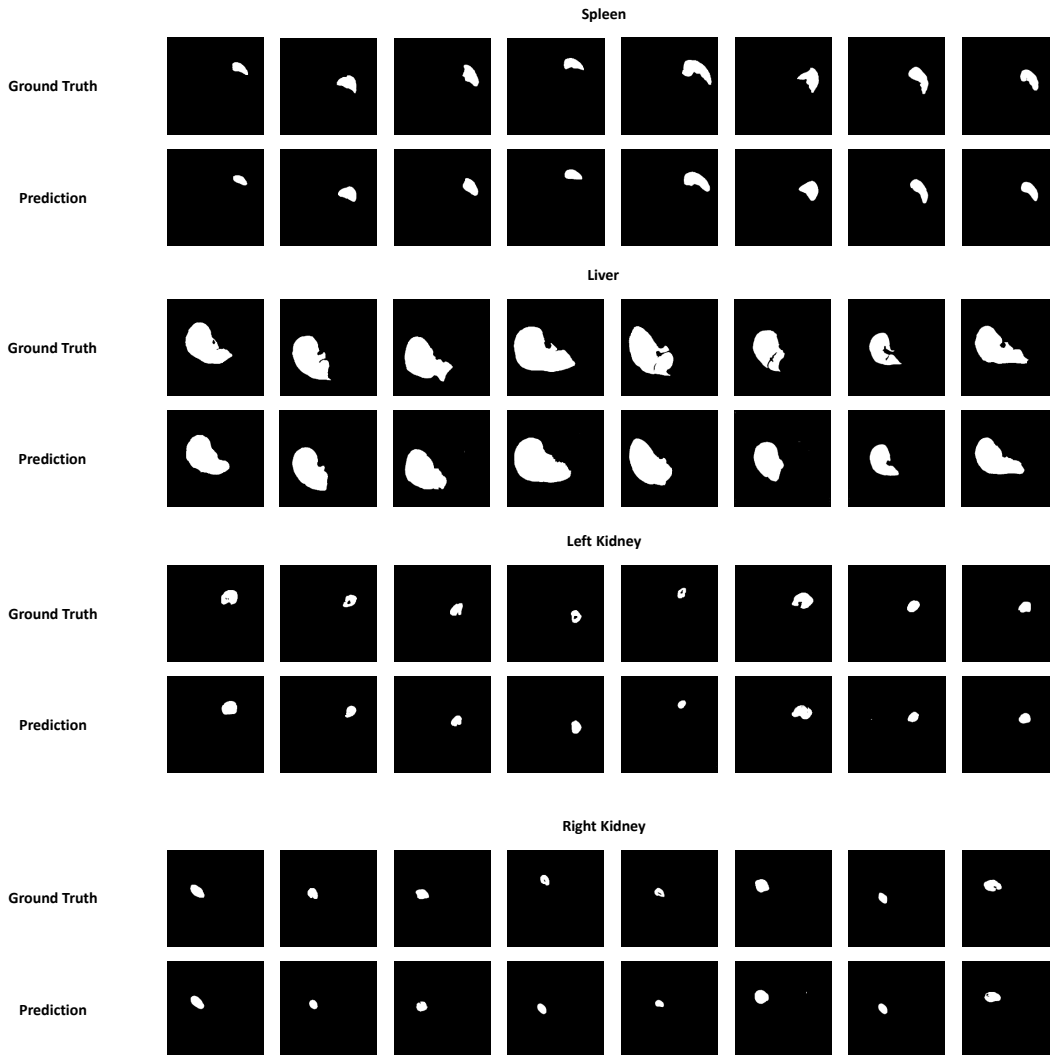 Spleen
Ground Truth
Prediction
Liver
Ground Truth
Prediction
Left Kidney
Ground Truth
Prediction
Right Kidney
Ground Truth
Prediction